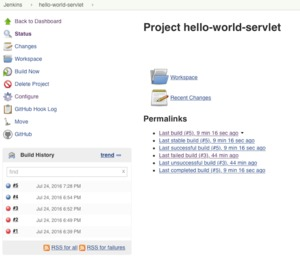 Jenkins › hello-world-servlet ›
Back to Dashboard
Status
Changes
Workspace
Build Now
Delete Project
Configure
GitHub Hook Log
Move
GitHub
Build History trend
find
#5 Jul 24, 2016 7:28 PM
#4 Jul 24, 2016 6:54 PM
#3 Jul 24, 2016 6:52 PM
#2 Jul 24, 2016 6:49 PM
#1 Jul 24, 2016 6:39 PM
RSS for all RSS for failures
Project hello-world-servlet
Workspace
Recent Changes
Permalinks
Last build (#5), 9 min 16 sec ago
Last stable build (#5), 9 min 16 sec ago
Last successful build (#5), 9 min 16 sec ago
Last failed build (#3), 44 min ago
Last unsuccessful build (#3), 44 min ago
Last completed build (#5), 9 min 16 sec ago